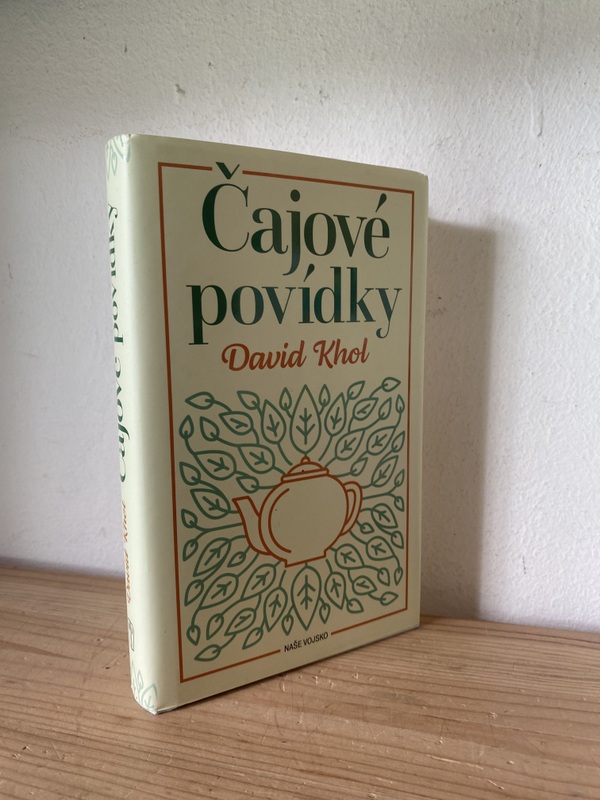 Čajové
povídky
David Khol
NAŠE VOJSKO
David Khol Čajové povídky